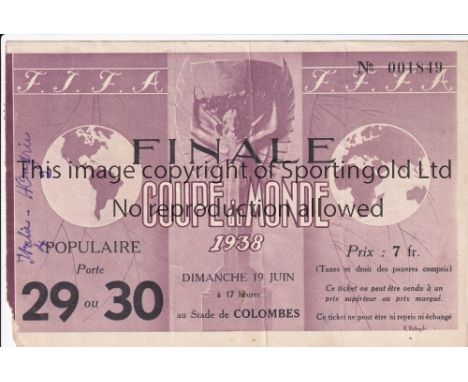 Nº 001849
F. I. F. A
F. F. F. A
FINALE
This image copyright of Sportingold Ltd
COUPE DU MONDE
No reproduction allowed
1938
POPULAIRE
Porte
29 ou 30
DIMANCHE 19 JUIN
à 17 heures
au Stade de COLOMBES
Prix : 7 fr.
(Taxes et droit des pauvres compris)
Ce ticket ne peut être vendu à un
prix supérieur au prix marqué.
Ce ticket ne peut être ni repris ni échangé
Italie -